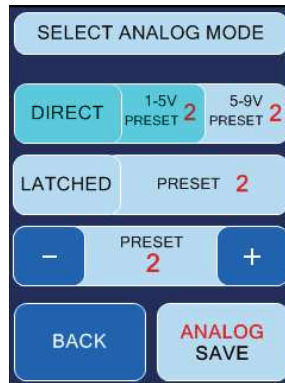 SELECT ANALOG MODE
DIRECT
1-5V
PRESET 2
5-9V
PRESET 2
LATCHED
PRESET 2
-
PRESET
2
+
BACK
ANALOG
SAVE